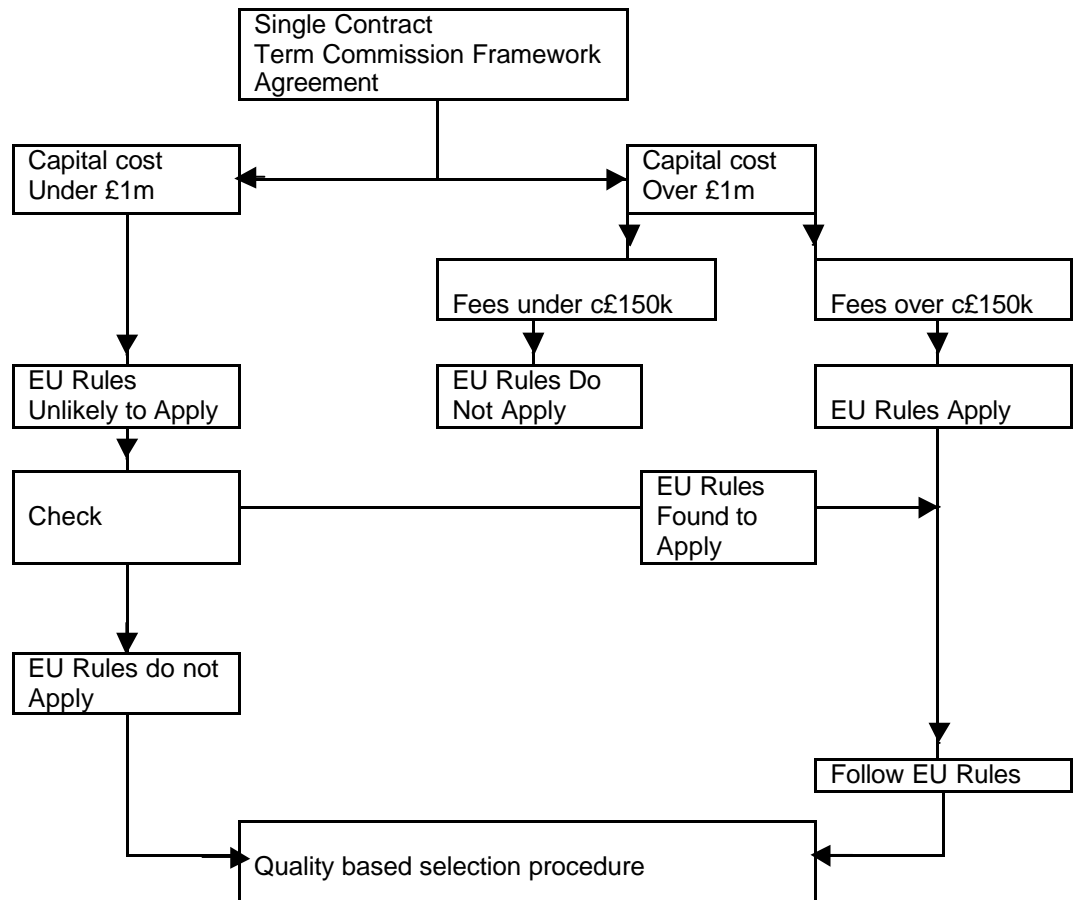 Single Contract
Term Commission Framework
Agreement
Capital cost
Under £1m
Capital cost
Over £1m
Fees under c£150k
Fees over c£150k
EU Rules
Unlikely to Apply
EU Rules Do
Not Apply
EU Rules Apply
Check
EU Rules
Found to
Apply
EU Rules do not
Apply
Follow EU Rules
Quality based selection procedure